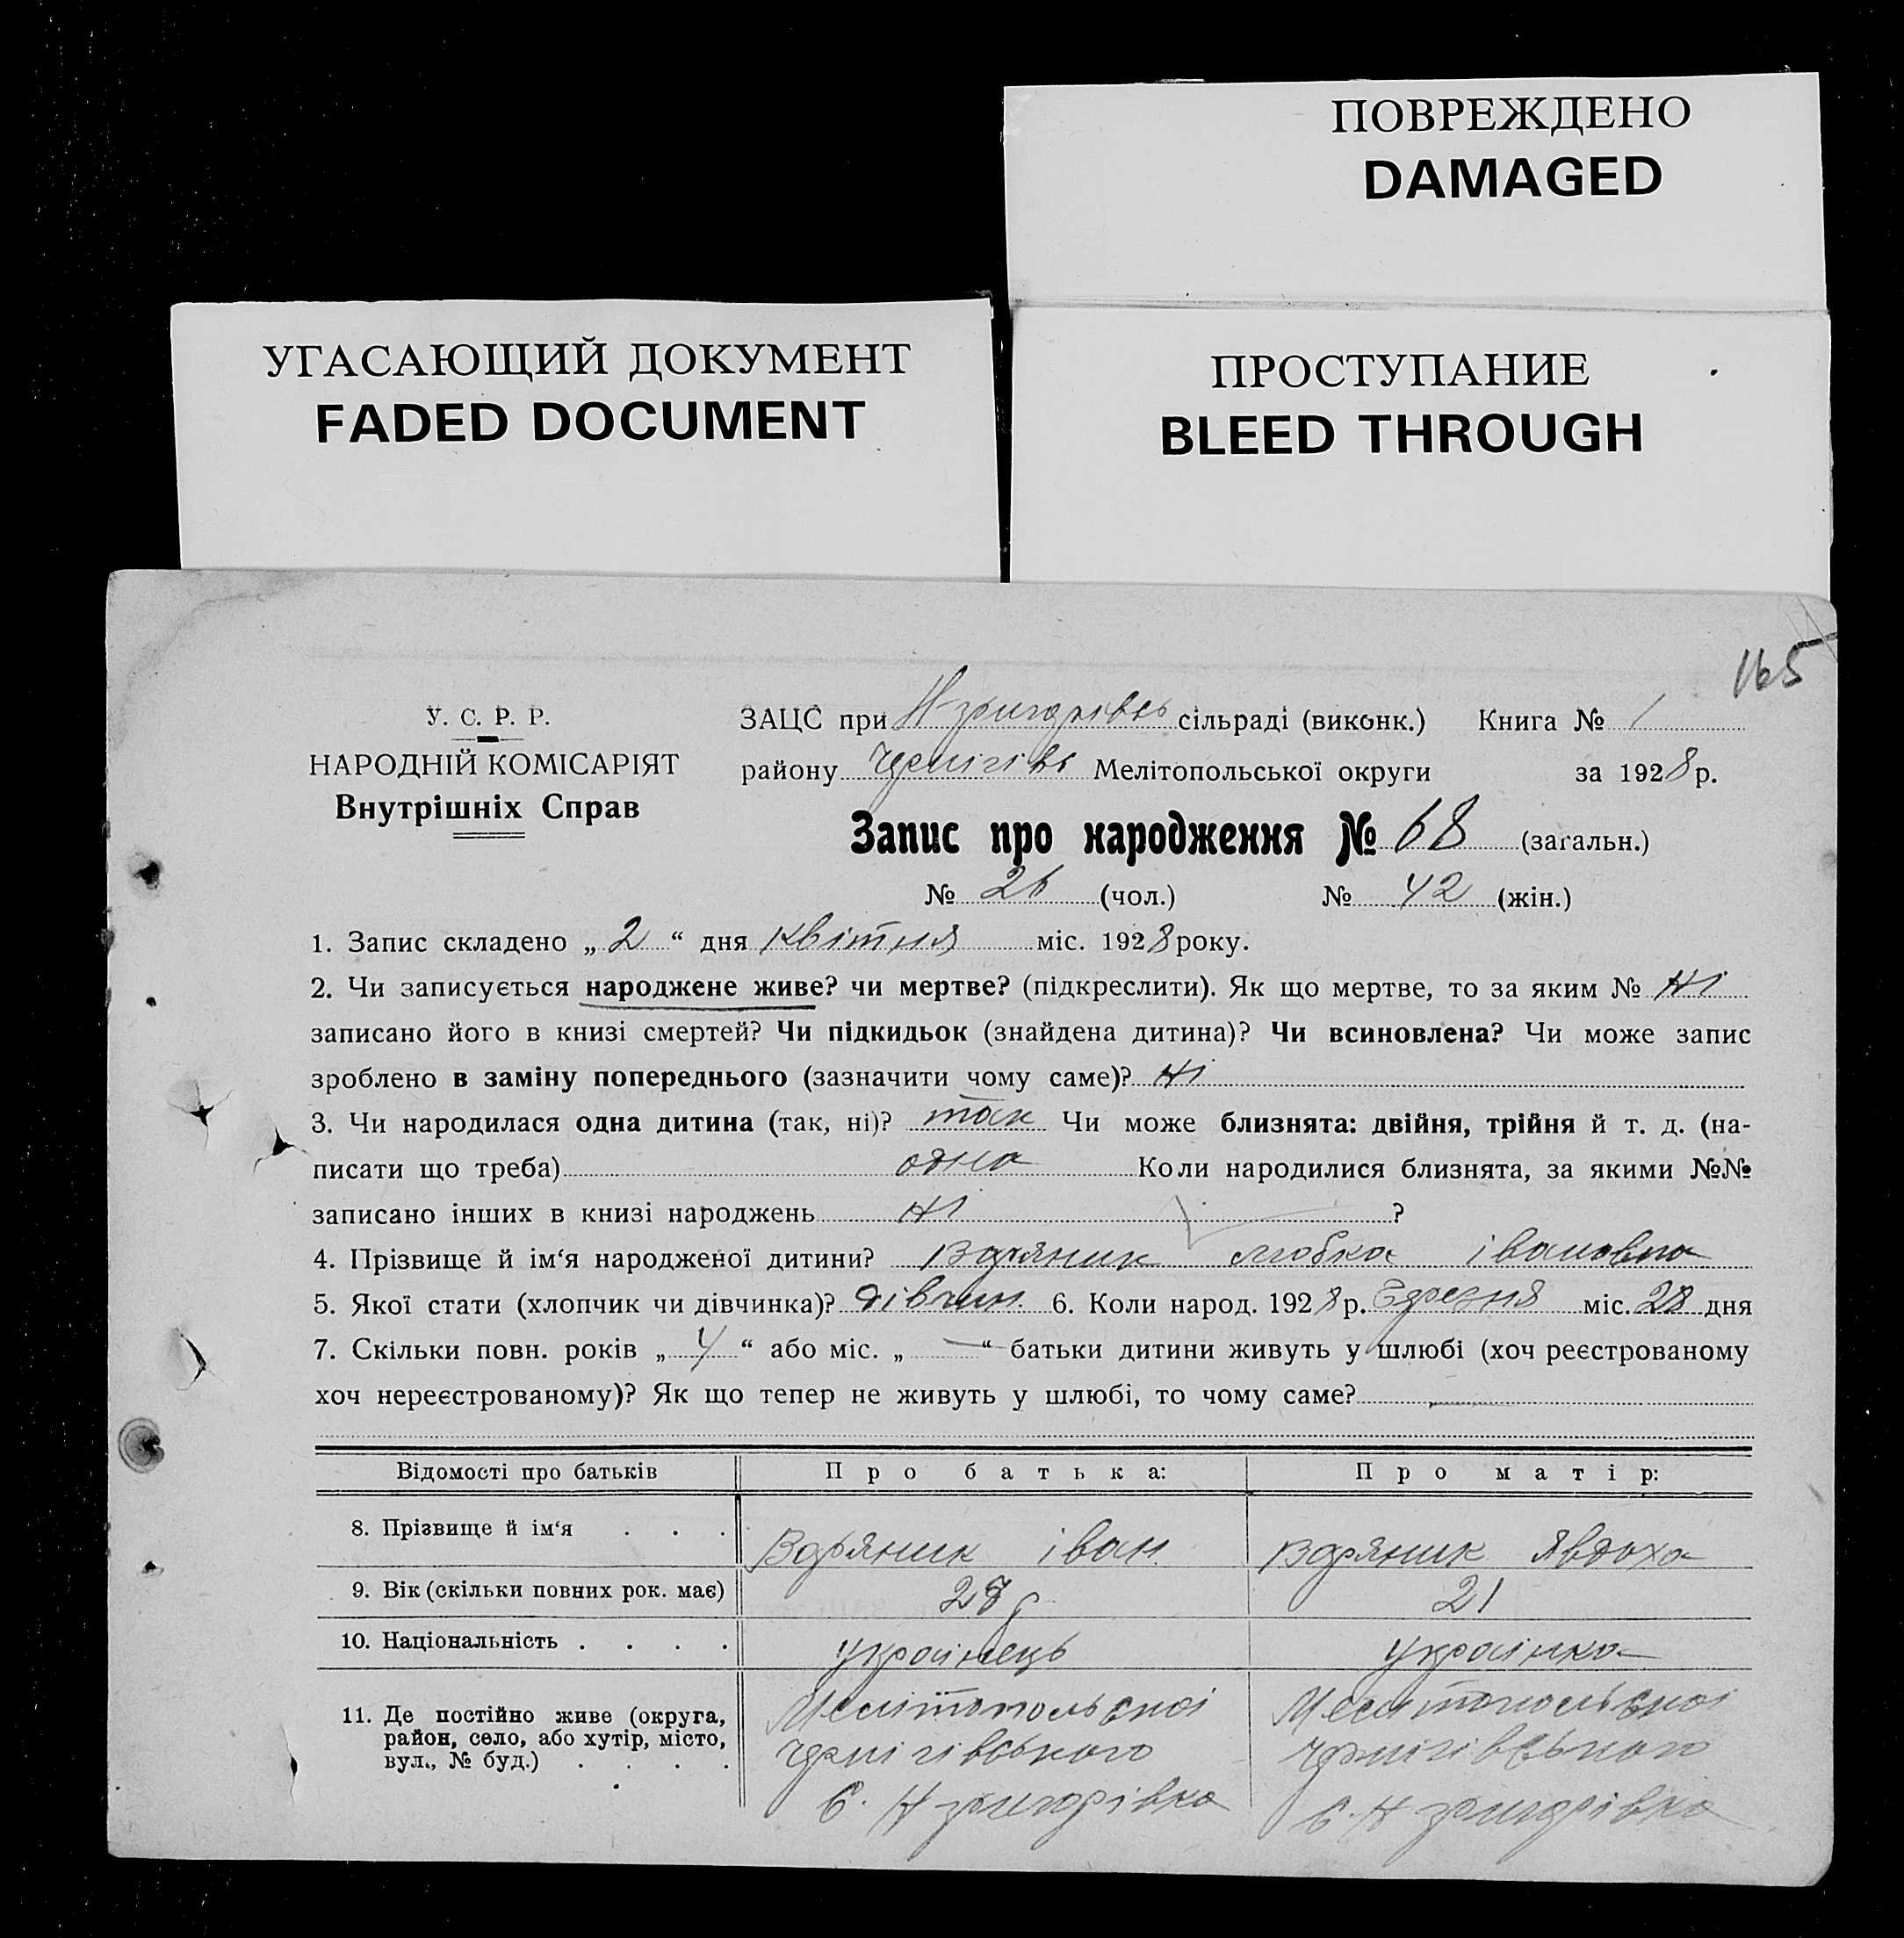 ПОВРЕЖДЕНО
DAMAGED
УГАСАЮЩИЙ ДОКУМЕНТ
FADED DOCUMENT
ПРОСТУПАНИЕ
BLEED THROUGH
165
У. С. Р. Р.
НАРОДНІЙ КОМІСАРІЯТ
Внутрішніх Справ
ЗАЦС при сільраді (виконк.) Книга № 1
району Чернігівс Мелітопольської округи за 1928 р.
Запис про народження № 68 (загальн.)
№ 26 (чол.) № 42 (жін.)
1. Запис складено „ 2 “ дня квітня міс. 1928 року.
2. Чи записується народжене живе? чи мертве? (підкреслити). Як що мертве, то за яким № ні
записано його в книзі смертей? Чи підкидьок (знайдена дитина)? Чи всиновлена? Чи може запис
зроблено в заміну попереднього (зазначити чому саме)? ні
3. Чи народилася одна дитина (так, ні)? так Чи може близнята: двійня, трійня й т. д. (на-
писати що треба) одна Коли народилися близнята, за якими №№
записано інших в книзі народжень ні ?
4. Прізвище й ім‘я народженої дитини? любка івановна
5. Якої стати (хлопчик чи дівчинка)? дівчин. 6. Коли народ. 1928 р. міс. 28 дня
7. Скільки повн. років „ 4 “ або міс. „ — “ батьки дитини живуть у шлюбі (хоч реєстрованому
хоч нереєстрованому)? Як що тепер не живуть у шлюбі, то чому саме? —
Відомості про батьків Про батька: Про матір:
8. Прізвище й ім‘я . . . іван Явдоха
9. Вік (скільки повних рок. має) 28 р 21
10. Національність . . . . українець українка
11. Де постійно живе (округа, район, село, або хутір, місто, вул., № буд.) . . . .
Мелітопольської Мелитопольської
Чернігівського Чернігівського
с. Н григорівка с. Н григорівка